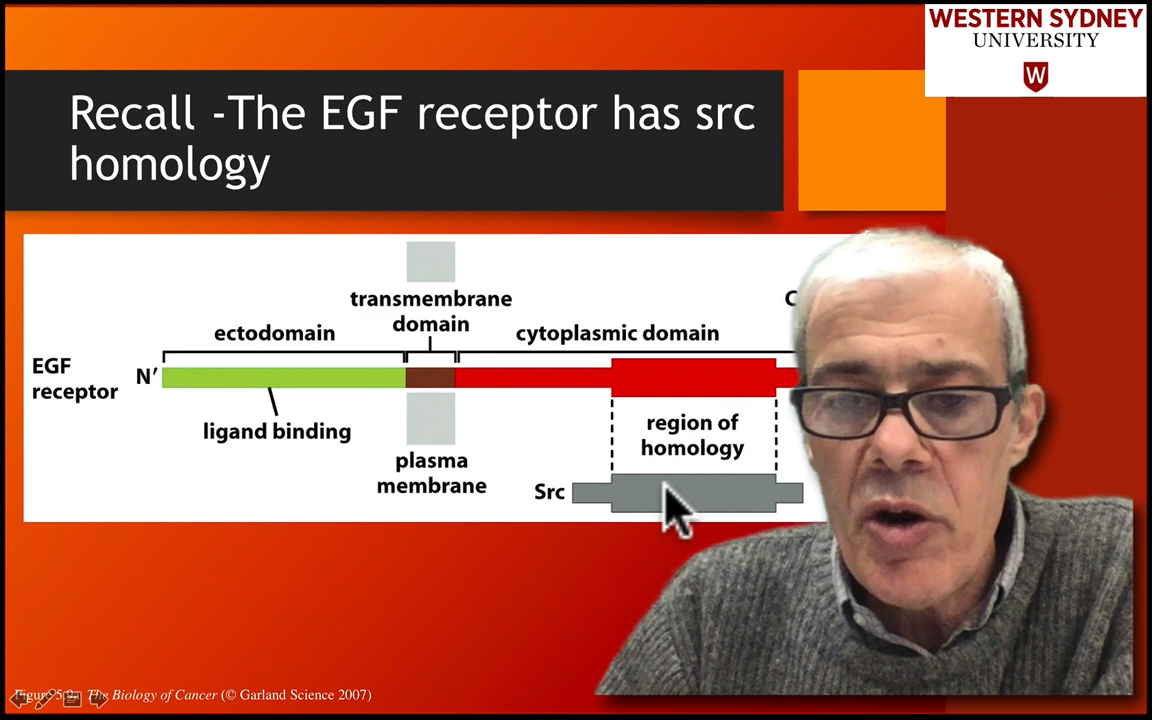 WESTERN SYDNEY
UNIVERSITY
W
Recall -The EGF receptor has src
homology
transmembrane
domain
ectodomain
cytoplasmic domain
C
EGF
receptor
N′
ligand binding
region of
homology
plasma
membrane
Src
The Biology of Cancer (© Garland Science 2007)